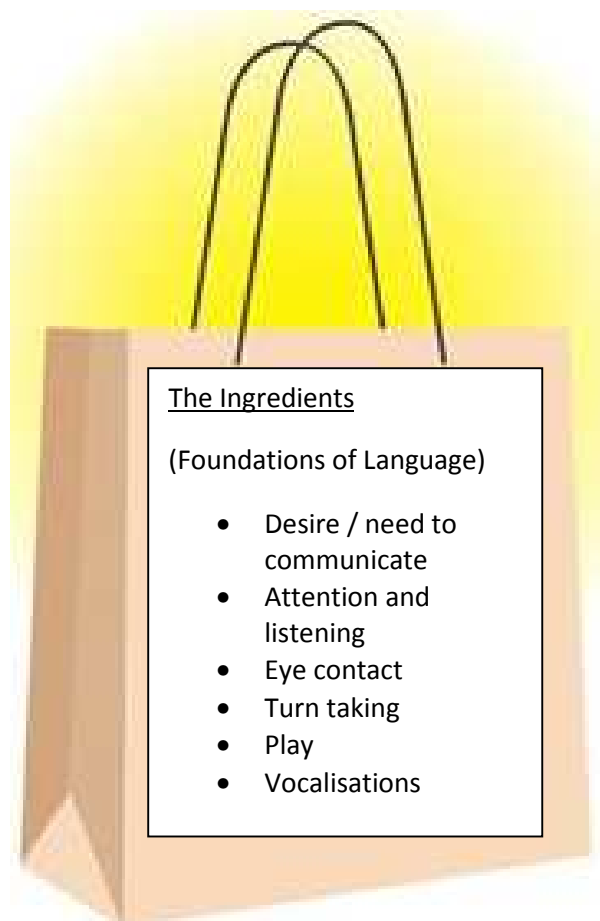 The Ingredients
(Foundations of Language)
• Desire / need to
communicate
• Attention and
listening
• Eye contact
• Turn taking
• Play
• Vocalisations